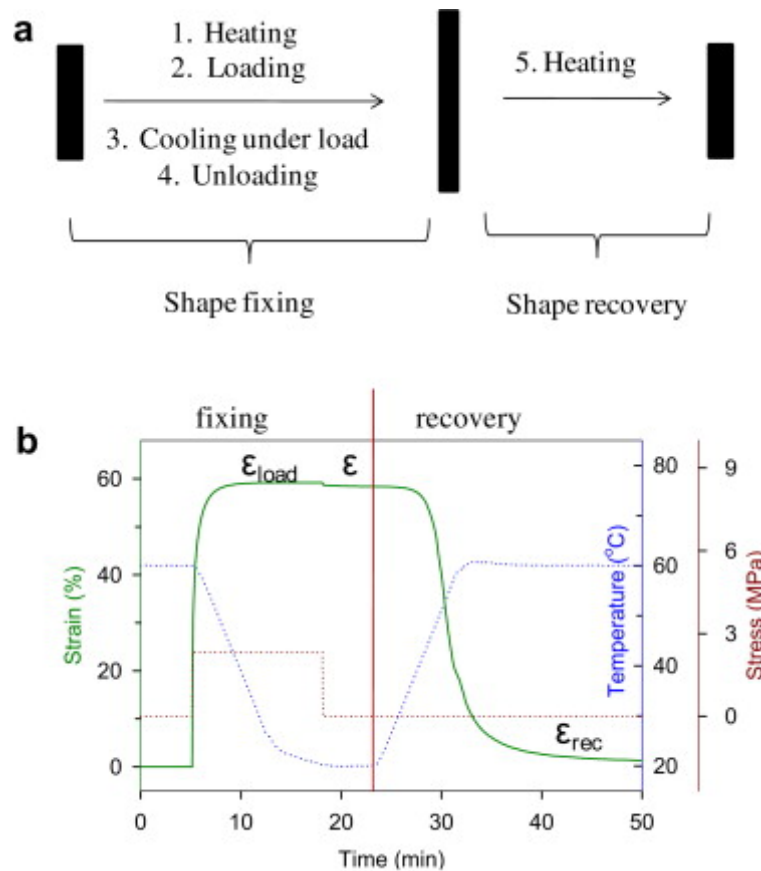 a
1. Heating
2. Loading
3. Cooling under load
4. Unloading
5. Heating
Shape fixing
Shape recovery
b
fixing
recovery
ε_load
ε
ε_rec
Strain (%)
60
40
20
0
0
10
20
30
40
50
Time (min)
Temperature (°C)
80
60
40
20
Stress (MPa)
9
6
3
0